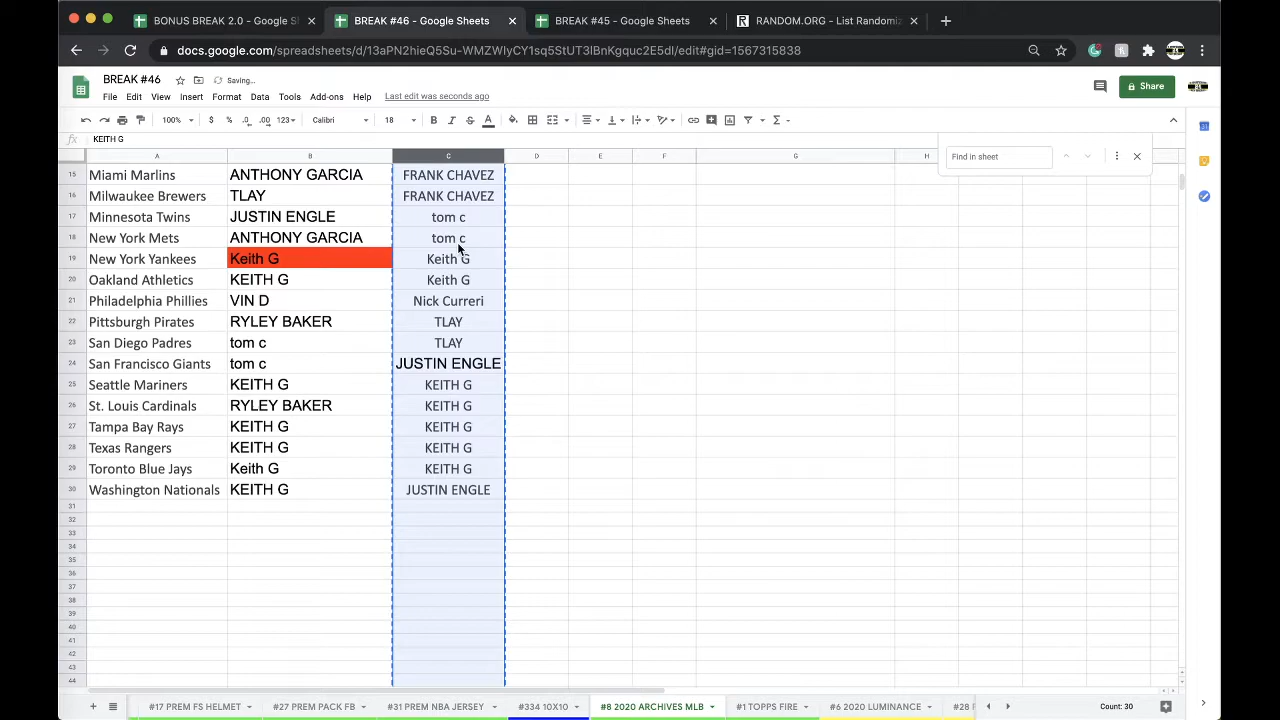 BONUS BREAK 2.0 - Google S
BREAK #46 - Google Sheets
BREAK #45 - Google Sheets
RANDOM.ORG - List Randomiz
docs.google.com/spreadsheets/d/13aPN2hieQ5Su-WMZWIyCY1sq5StUT3lBnKgquc2E5dI/edit#gid=1567315838
BREAK #46
Saving...
File Edit View Insert Format Data Tools Add-ons Help Last edit was seconds ago
Share
100% $ % .0 .00 123 Calibri 18 B I S A
fx KEITH G
Find in sheet
A B C D E F G H
15 Miami Marlins ANTHONY GARCIA FRANK CHAVEZ
16 Milwaukee Brewers TLAY FRANK CHAVEZ
17 Minnesota Twins JUSTIN ENGLE tom c
18 New York Mets ANTHONY GARCIA tom c
19 New York Yankees Keith G Keith G
20 Oakland Athletics KEITH G Keith G
21 Philadelphia Phillies VIN D Nick Curreri
22 Pittsburgh Pirates RYLEY BAKER TLAY
23 San Diego Padres tom c TLAY
24 San Francisco Giants tom c JUSTIN ENGLE
25 Seattle Mariners KEITH G KEITH G
26 St. Louis Cardinals RYLEY BAKER KEITH G
27 Tampa Bay Rays KEITH G KEITH G
28 Texas Rangers KEITH G KEITH G
29 Toronto Blue Jays Keith G KEITH G
30 Washington Nationals KEITH G JUSTIN ENGLE
31
32
33
34
35
36
37
38
39
40
41
42
43
44
#17 PREM FS HELMET #27 PREM PACK FB #31 PREM NBA JERSEY #334 10X10 #8 2020 ARCHIVES MLB #1 TOPPS FIRE #6 2020 LUMINANCE #28 F
Count: 30